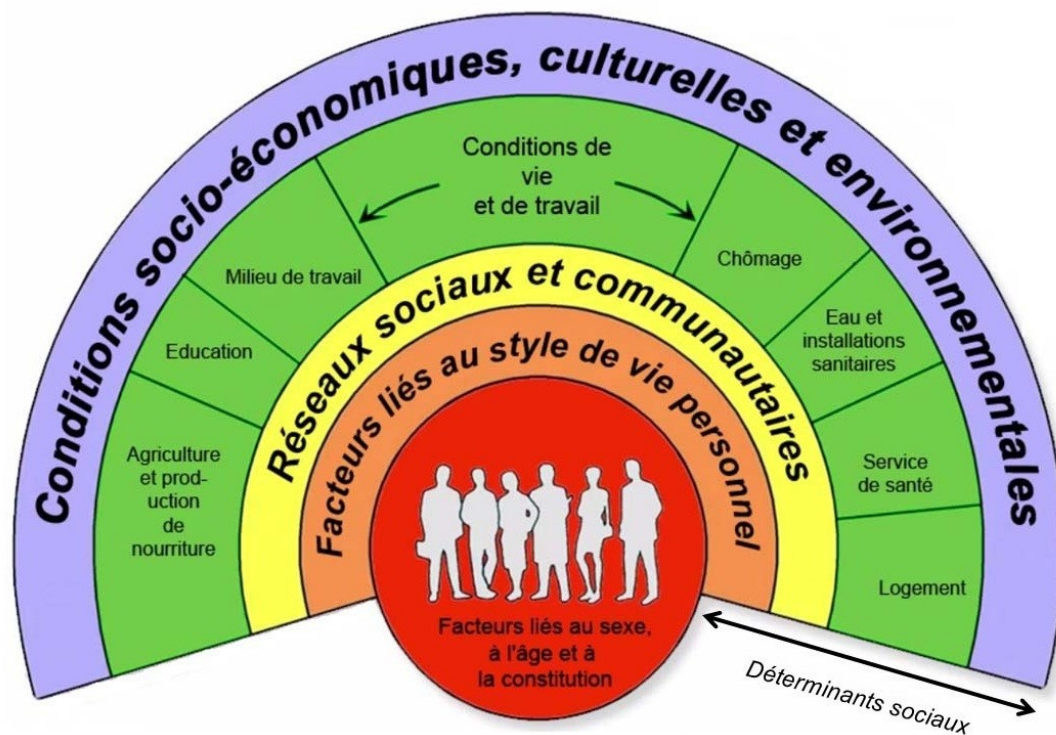 Conditions socio-économiques, culturelles et environnementales
Conditions de
vie
et de travail
Agriculture
et prod-
uction
de
nourriture
Education
Milieu de travail
Chômage
Eau et
installations
sanitaires
Service
de santé
Logement
Réseaux sociaux et communautaires
Facteurs liés au style de vie personnel
Facteurs liés au sexe,
à l'âge et à
la constitution
Déterminants sociaux